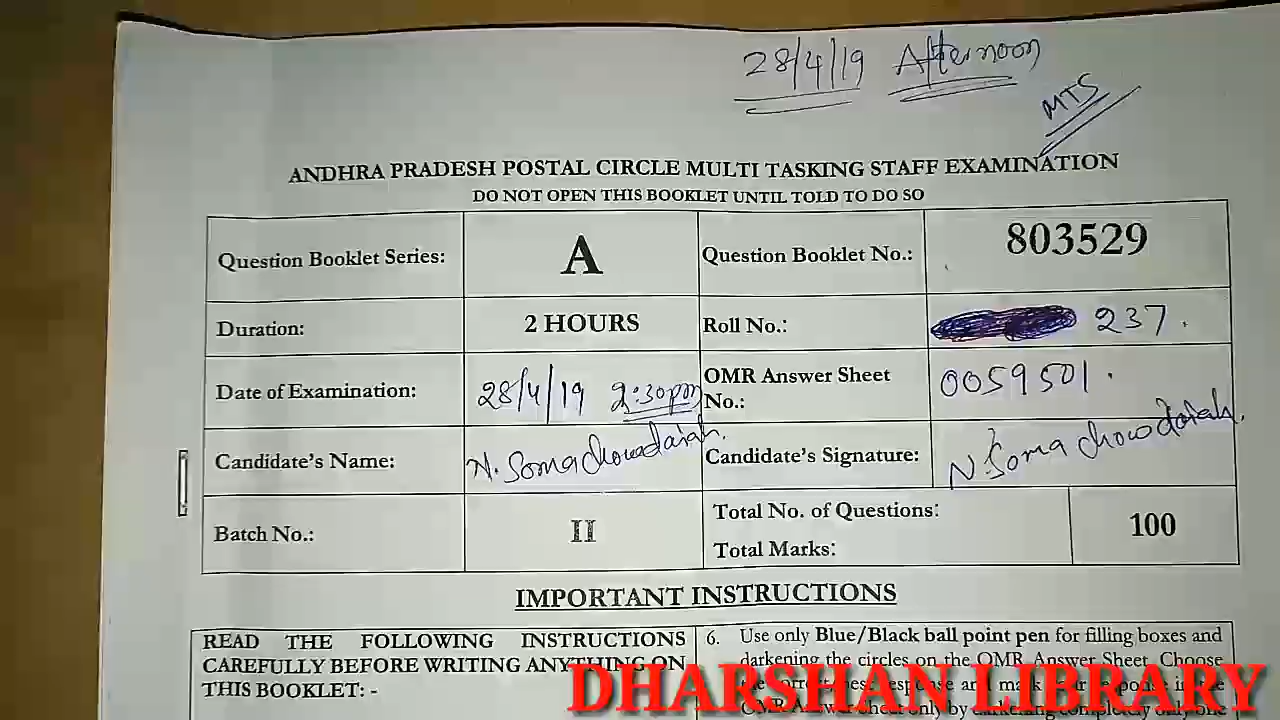 28/4/19 Afternoon
MTS
ANDHRA PRADESH POSTAL CIRCLE MULTI TASKING STAFF EXAMINATION
DO NOT OPEN THIS BOOKLET UNTIL TOLD TO DO SO
Question Booklet Series: A Question Booklet No.: 803529
Duration: 2 HOURS Roll No.: 237.
Date of Examination: 28/4/19 2:30pm OMR Answer Sheet No.: 0059501.
Candidate's Name: N. Somachowdaiah. Candidate's Signature: N. Somachowdaiah.
Batch No.: II Total No. of Questions: 100
Total Marks:
IMPORTANT INSTRUCTIONS
READ THE FOLLOWING INSTRUCTIONS
CAREFULLY BEFORE WRITING ANYTHING ON
THIS BOOKLET: -
6. Use only Blue/Black ball point pen for filling boxes and
darkening the circles on the OMR Answer Sheet. Choose
DHARSHAN LIBRARY